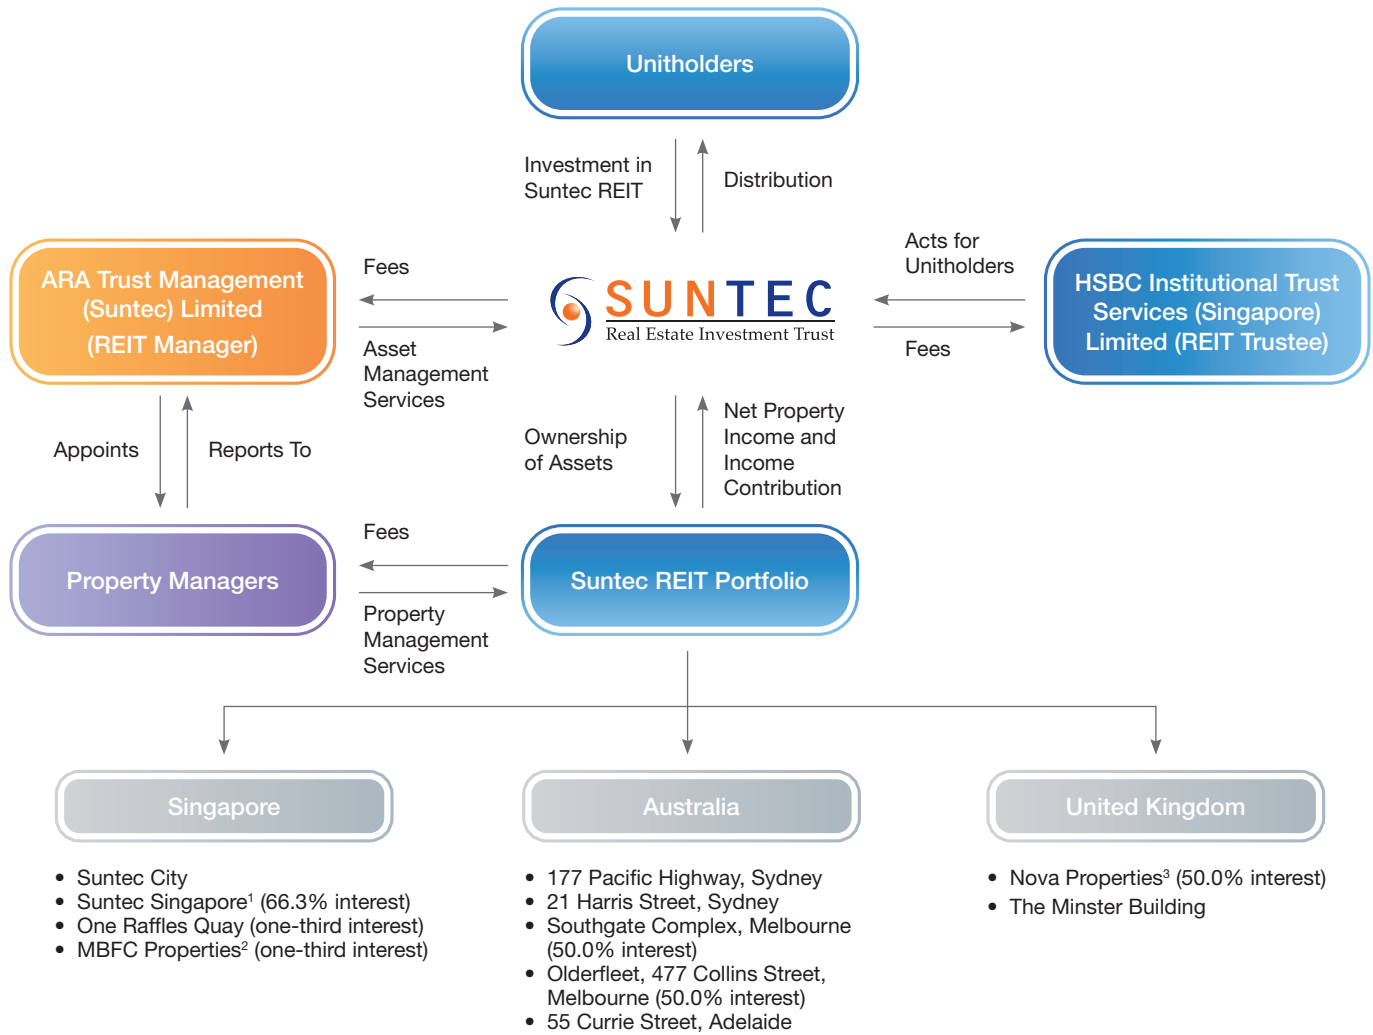 Unitholders
Investment in
Suntec REIT
Distribution
ARA Trust Management
(Suntec) Limited
(REIT Manager)
Fees
Asset
Management
Services
SUNTEC
Real Estate Investment Trust
Acts for
Unitholders
Fees
HSBC Institutional Trust
Services (Singapore)
Limited (REIT Trustee)
Appoints
Reports To
Ownership
of Assets
Net Property
Income and
Income
Contribution
Property Managers
Fees
Property
Management
Services
Suntec REIT Portfolio
Singapore
• Suntec City
• Suntec Singapore¹ (66.3% interest)
• One Raffles Quay (one-third interest)
• MBFC Properties² (one-third interest)
Australia
• 177 Pacific Highway, Sydney
• 21 Harris Street, Sydney
• Southgate Complex, Melbourne
(50.0% interest)
• Olderfleet, 477 Collins Street,
Melbourne (50.0% interest)
• 55 Currie Street, Adelaide
United Kingdom
• Nova Properties³ (50.0% interest)
• The Minster Building